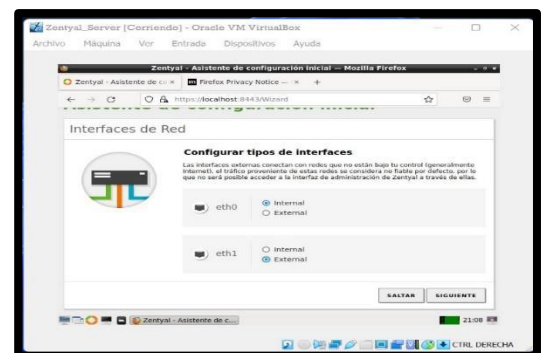 Zentyal_Server [Corriendo] - Oracle VM VirtualBox
Archivo Máquina Ver Entrada Dispositivos Ayuda
Zentyal - Asistente de configuración inicial — Mozilla Firefox
Zentyal - Asistente de co
Firefox Privacy Notice —
https://localhost:8443/Wizard
Interfaces de Red
Configurar tipos de interfaces
Las interfaces externas conectan con redes que no están bajo tu control (generalmente
Internet), el tráfico proveniente de estas redes se considera no fiable por defecto, por lo
que no será posible acceder a la interfaz de administración de Zentyal a través de ellas.
eth0
Internal
External
eth1
Internal
External
SALTAR SIGUIENTE
Zentyal - Asistente de c...
21:08
CTRL DERECHA